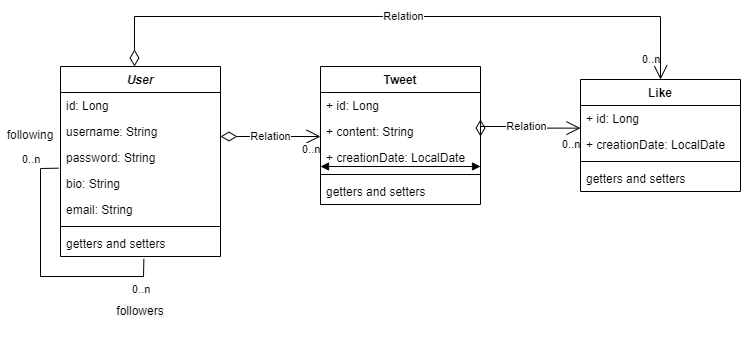 Relation
0..n
User
id: Long
username: String
password: String
bio: String
email: String
getters and setters
following
0..n
0..n
followers
Relation
0..n
Tweet
+ id: Long
+ content: String
+ creationDate: LocalDate
getters and setters
Relation
0..n
Like
+ id: Long
+ creationDate: LocalDate
getters and setters